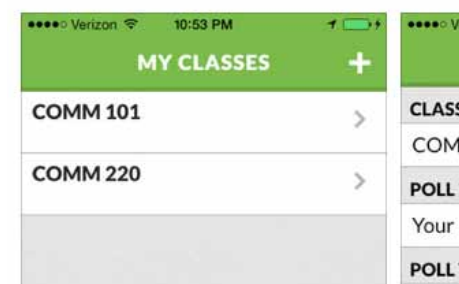 Verizon 10:53 PM
MY CLASSES +
COMM 101
COMM 220
CLASS
COM
POLL
Your
POLL